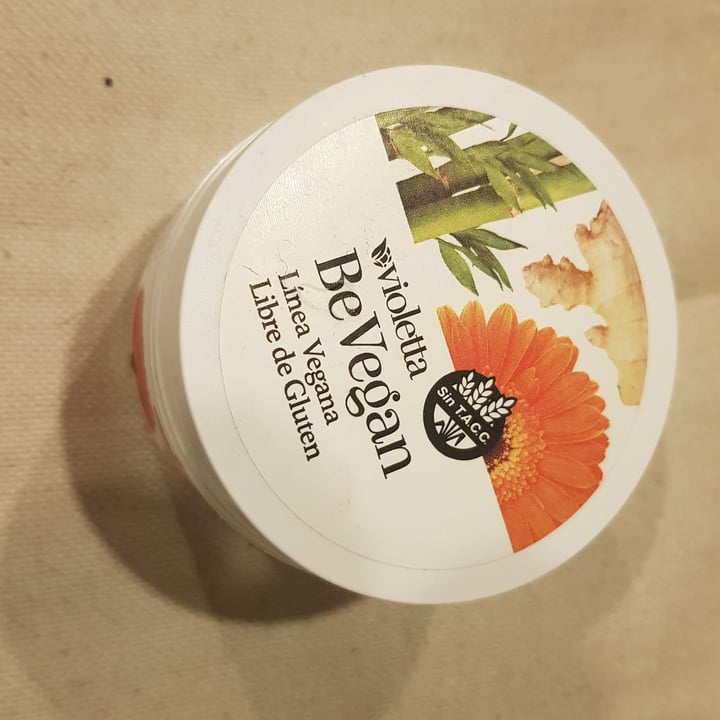 violetta
BeVegan
Línea Vegana
Libre de Gluten
Sin T.A.C.C.